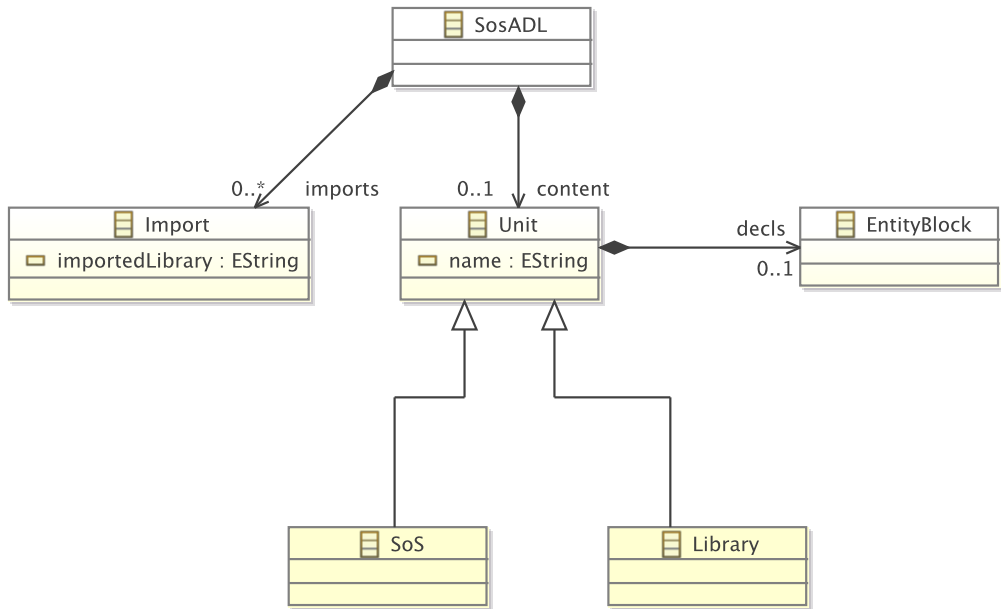 SosADL
0..* imports
0..1 content
Import
importedLibrary : EString
Unit
name : EString
decls
0..1
EntityBlock
SoS
Library